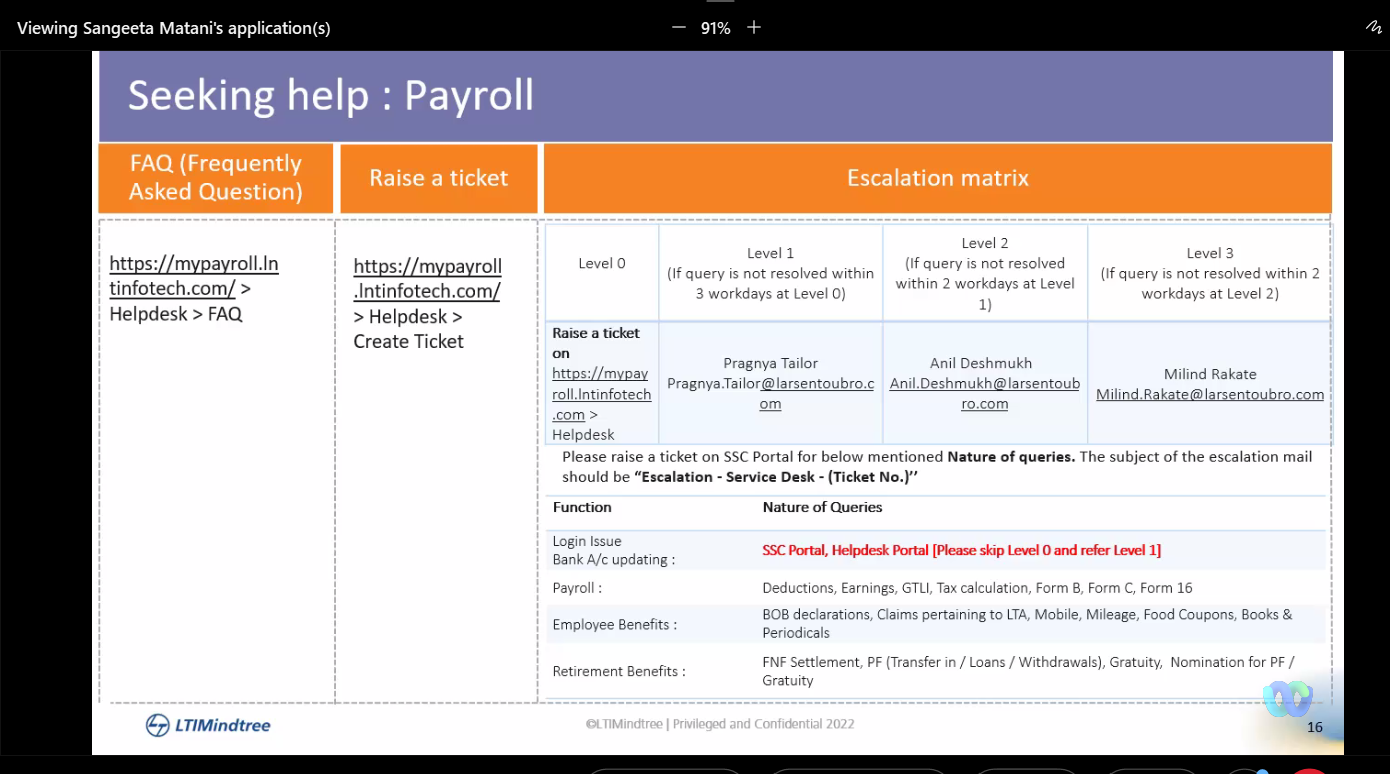 Viewing Sangeeta Matani's application(s)
91%
Seeking help : Payroll
FAQ (Frequently
Asked Question)
Raise a ticket
Escalation matrix
https://mypayroll.ln
tinfotech.com/ >
Helpdesk > FAQ
https://mypayroll
.lntinfotech.com/
> Helpdesk >
Create Ticket
Level 0
Level 1
(If query is not resolved within
3 workdays at Level 0)
Level 2
(If query is not resolved
within 2 workdays at Level
1)
Level 3
(If query is not resolved within 2
workdays at Level 2)
Raise a ticket
on
https://mypay
roll.lntinfotech
.com >
Helpdesk
Pragnya Tailor
Pragnya.Tailor@larsentoubro.c
om
Anil Deshmukh
Anil.Deshmukh@larsentoub
ro.com
Milind Rakate
Milind.Rakate@larsentoubro.com
Please raise a ticket on SSC Portal for below mentioned Nature of queries. The subject of the escalation mail
should be “Escalation - Service Desk - (Ticket No.)’’
Function
Nature of Queries
Login Issue
Bank A/c updating :
SSC Portal, Helpdesk Portal [Please skip Level 0 and refer Level 1]
Payroll :
Deductions, Earnings, GTLI, Tax calculation, Form B, Form C, Form 16
Employee Benefits :
BOB declarations, Claims pertaining to LTA, Mobile, Mileage, Food Coupons, Books &
Periodicals
Retirement Benefits :
FNF Settlement, PF (Transfer in / Loans / Withdrawals), Gratuity, Nomination for PF /
Gratuity
LTIMindtree
©LTIMindtree | Privileged and Confidential 2022
16